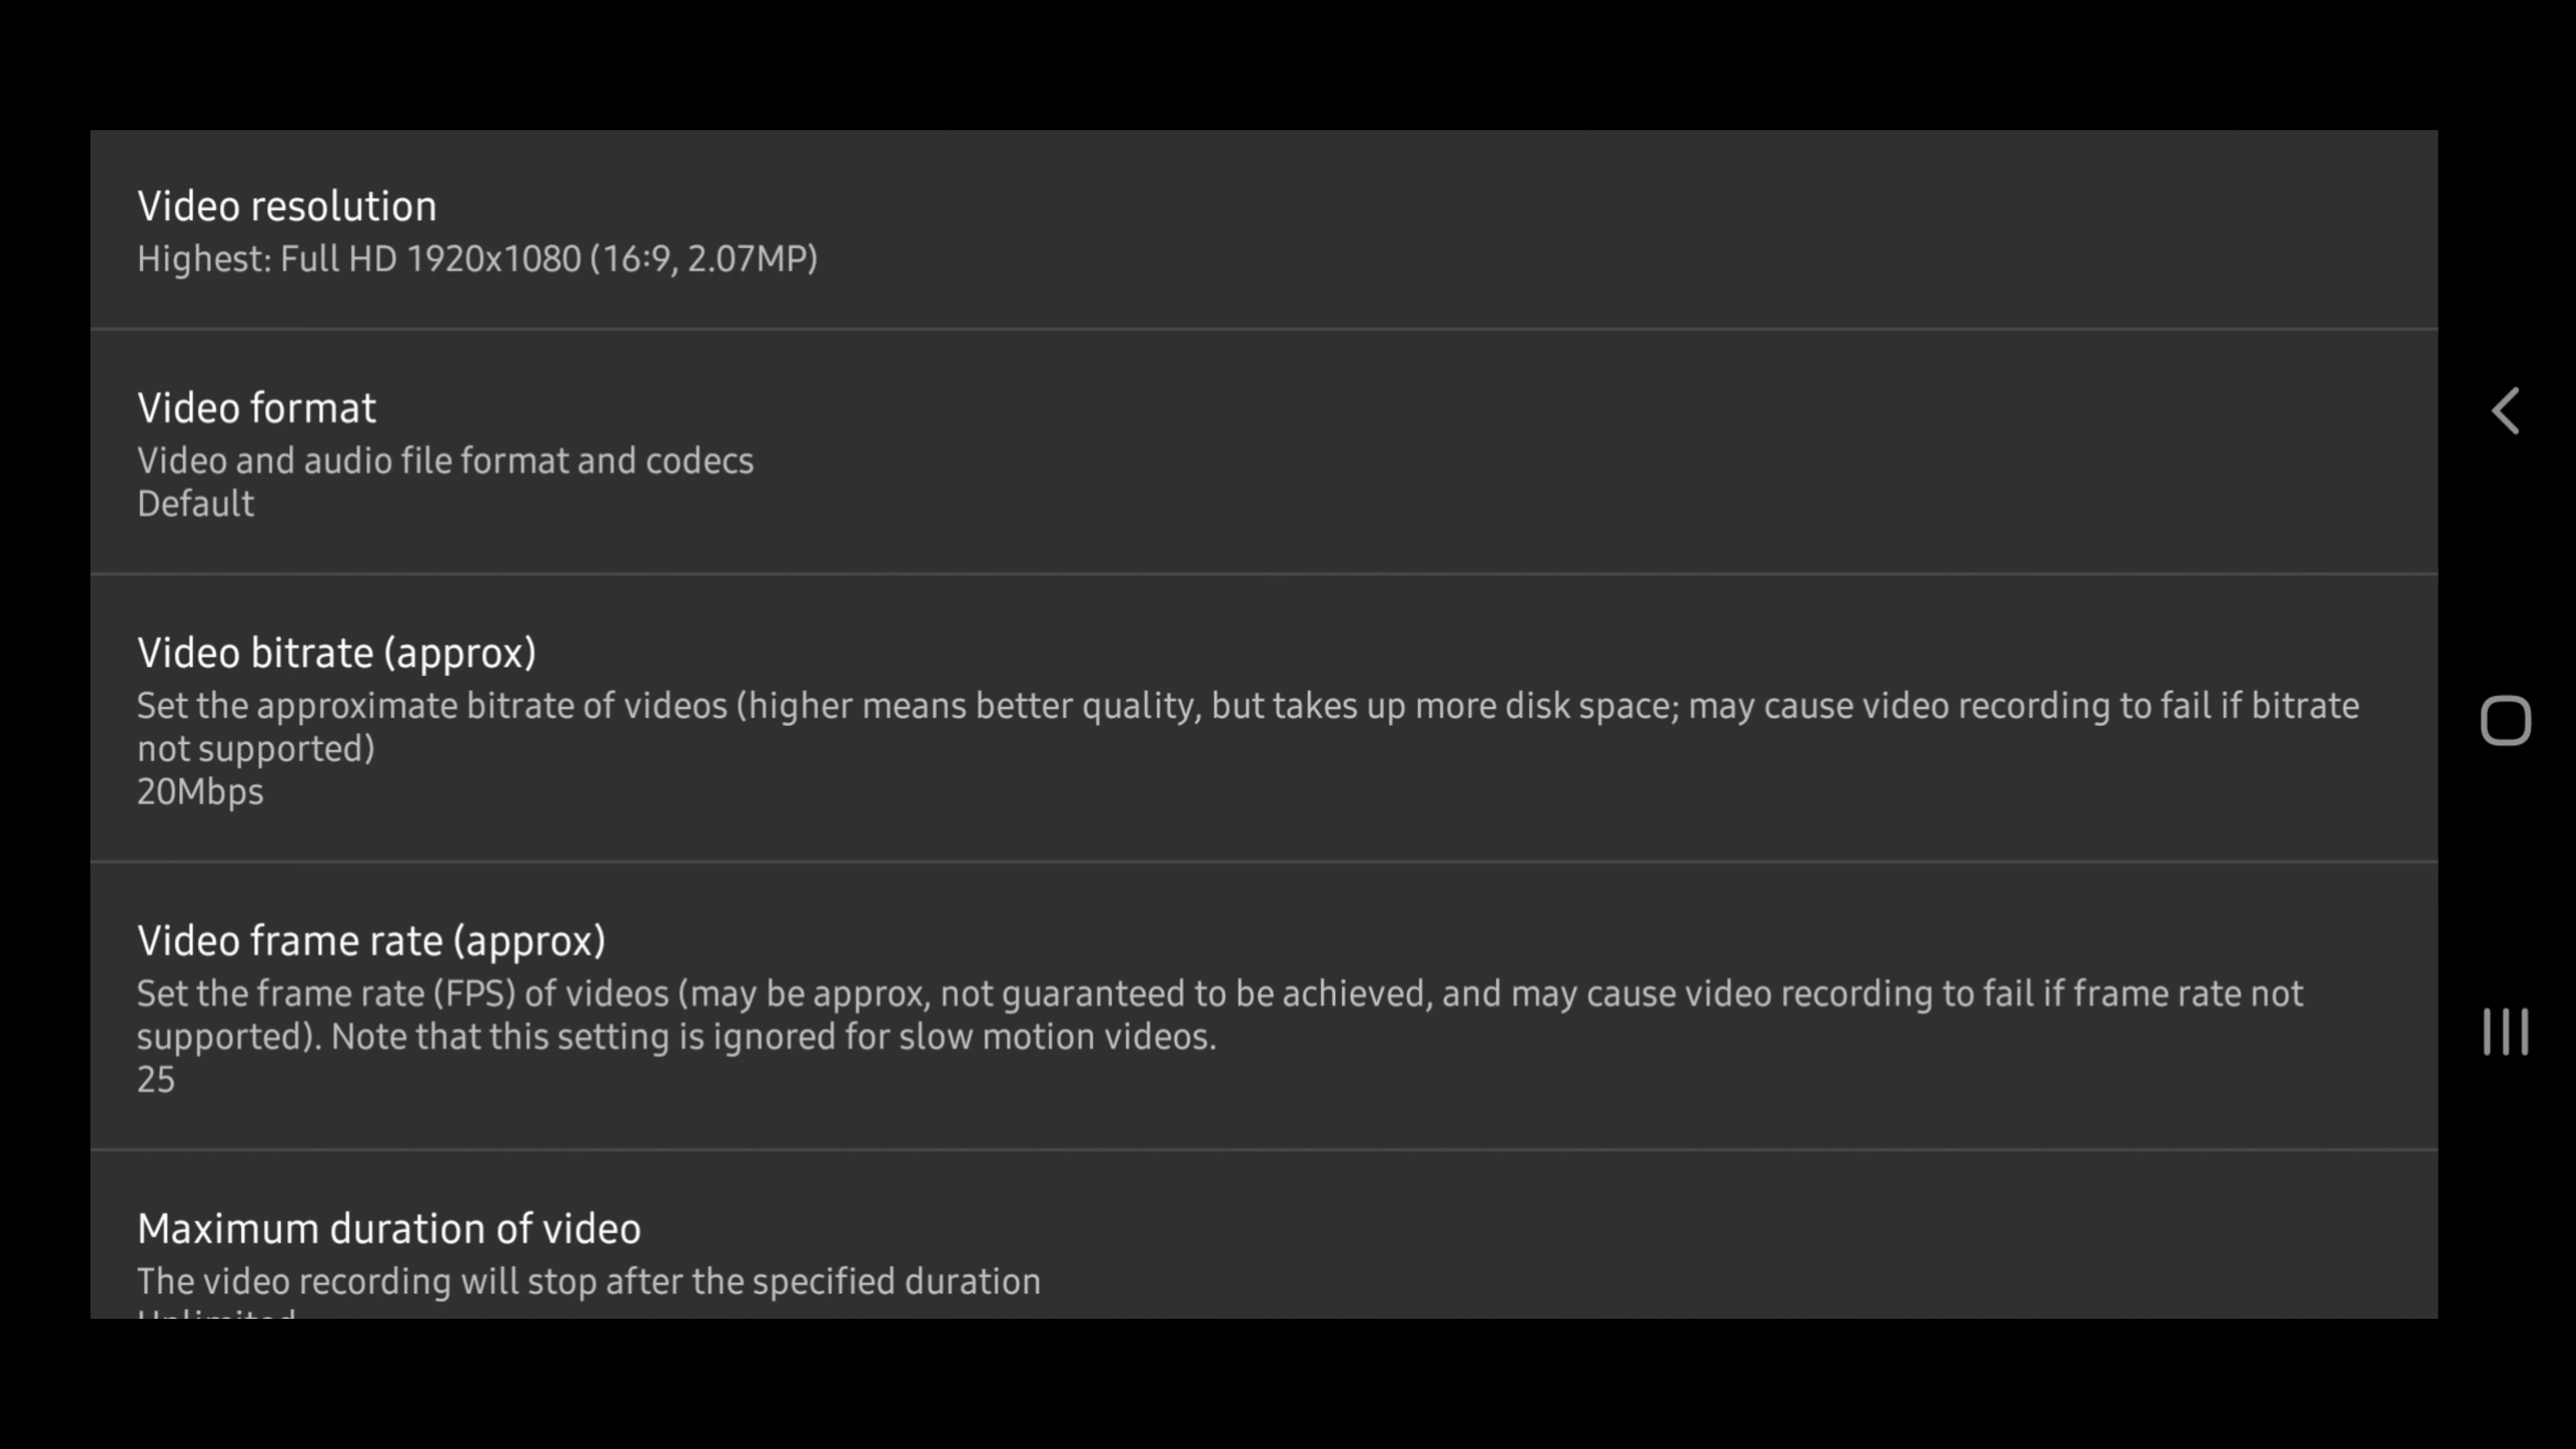 Video resolution
Highest: Full HD 1920x1080 (16:9, 2.07MP)
Video format
Video and audio file format and codecs
Default
Video bitrate (approx)
Set the approximate bitrate of videos (higher means better quality, but takes up more disk space; may cause video recording to fail if bitrate
not supported)
20Mbps
Video frame rate (approx)
Set the frame rate (FPS) of videos (may be approx, not guaranteed to be achieved, and may cause video recording to fail if frame rate not
supported). Note that this setting is ignored for slow motion videos.
25
Maximum duration of video
The video recording will stop after the specified duration
Unlimited